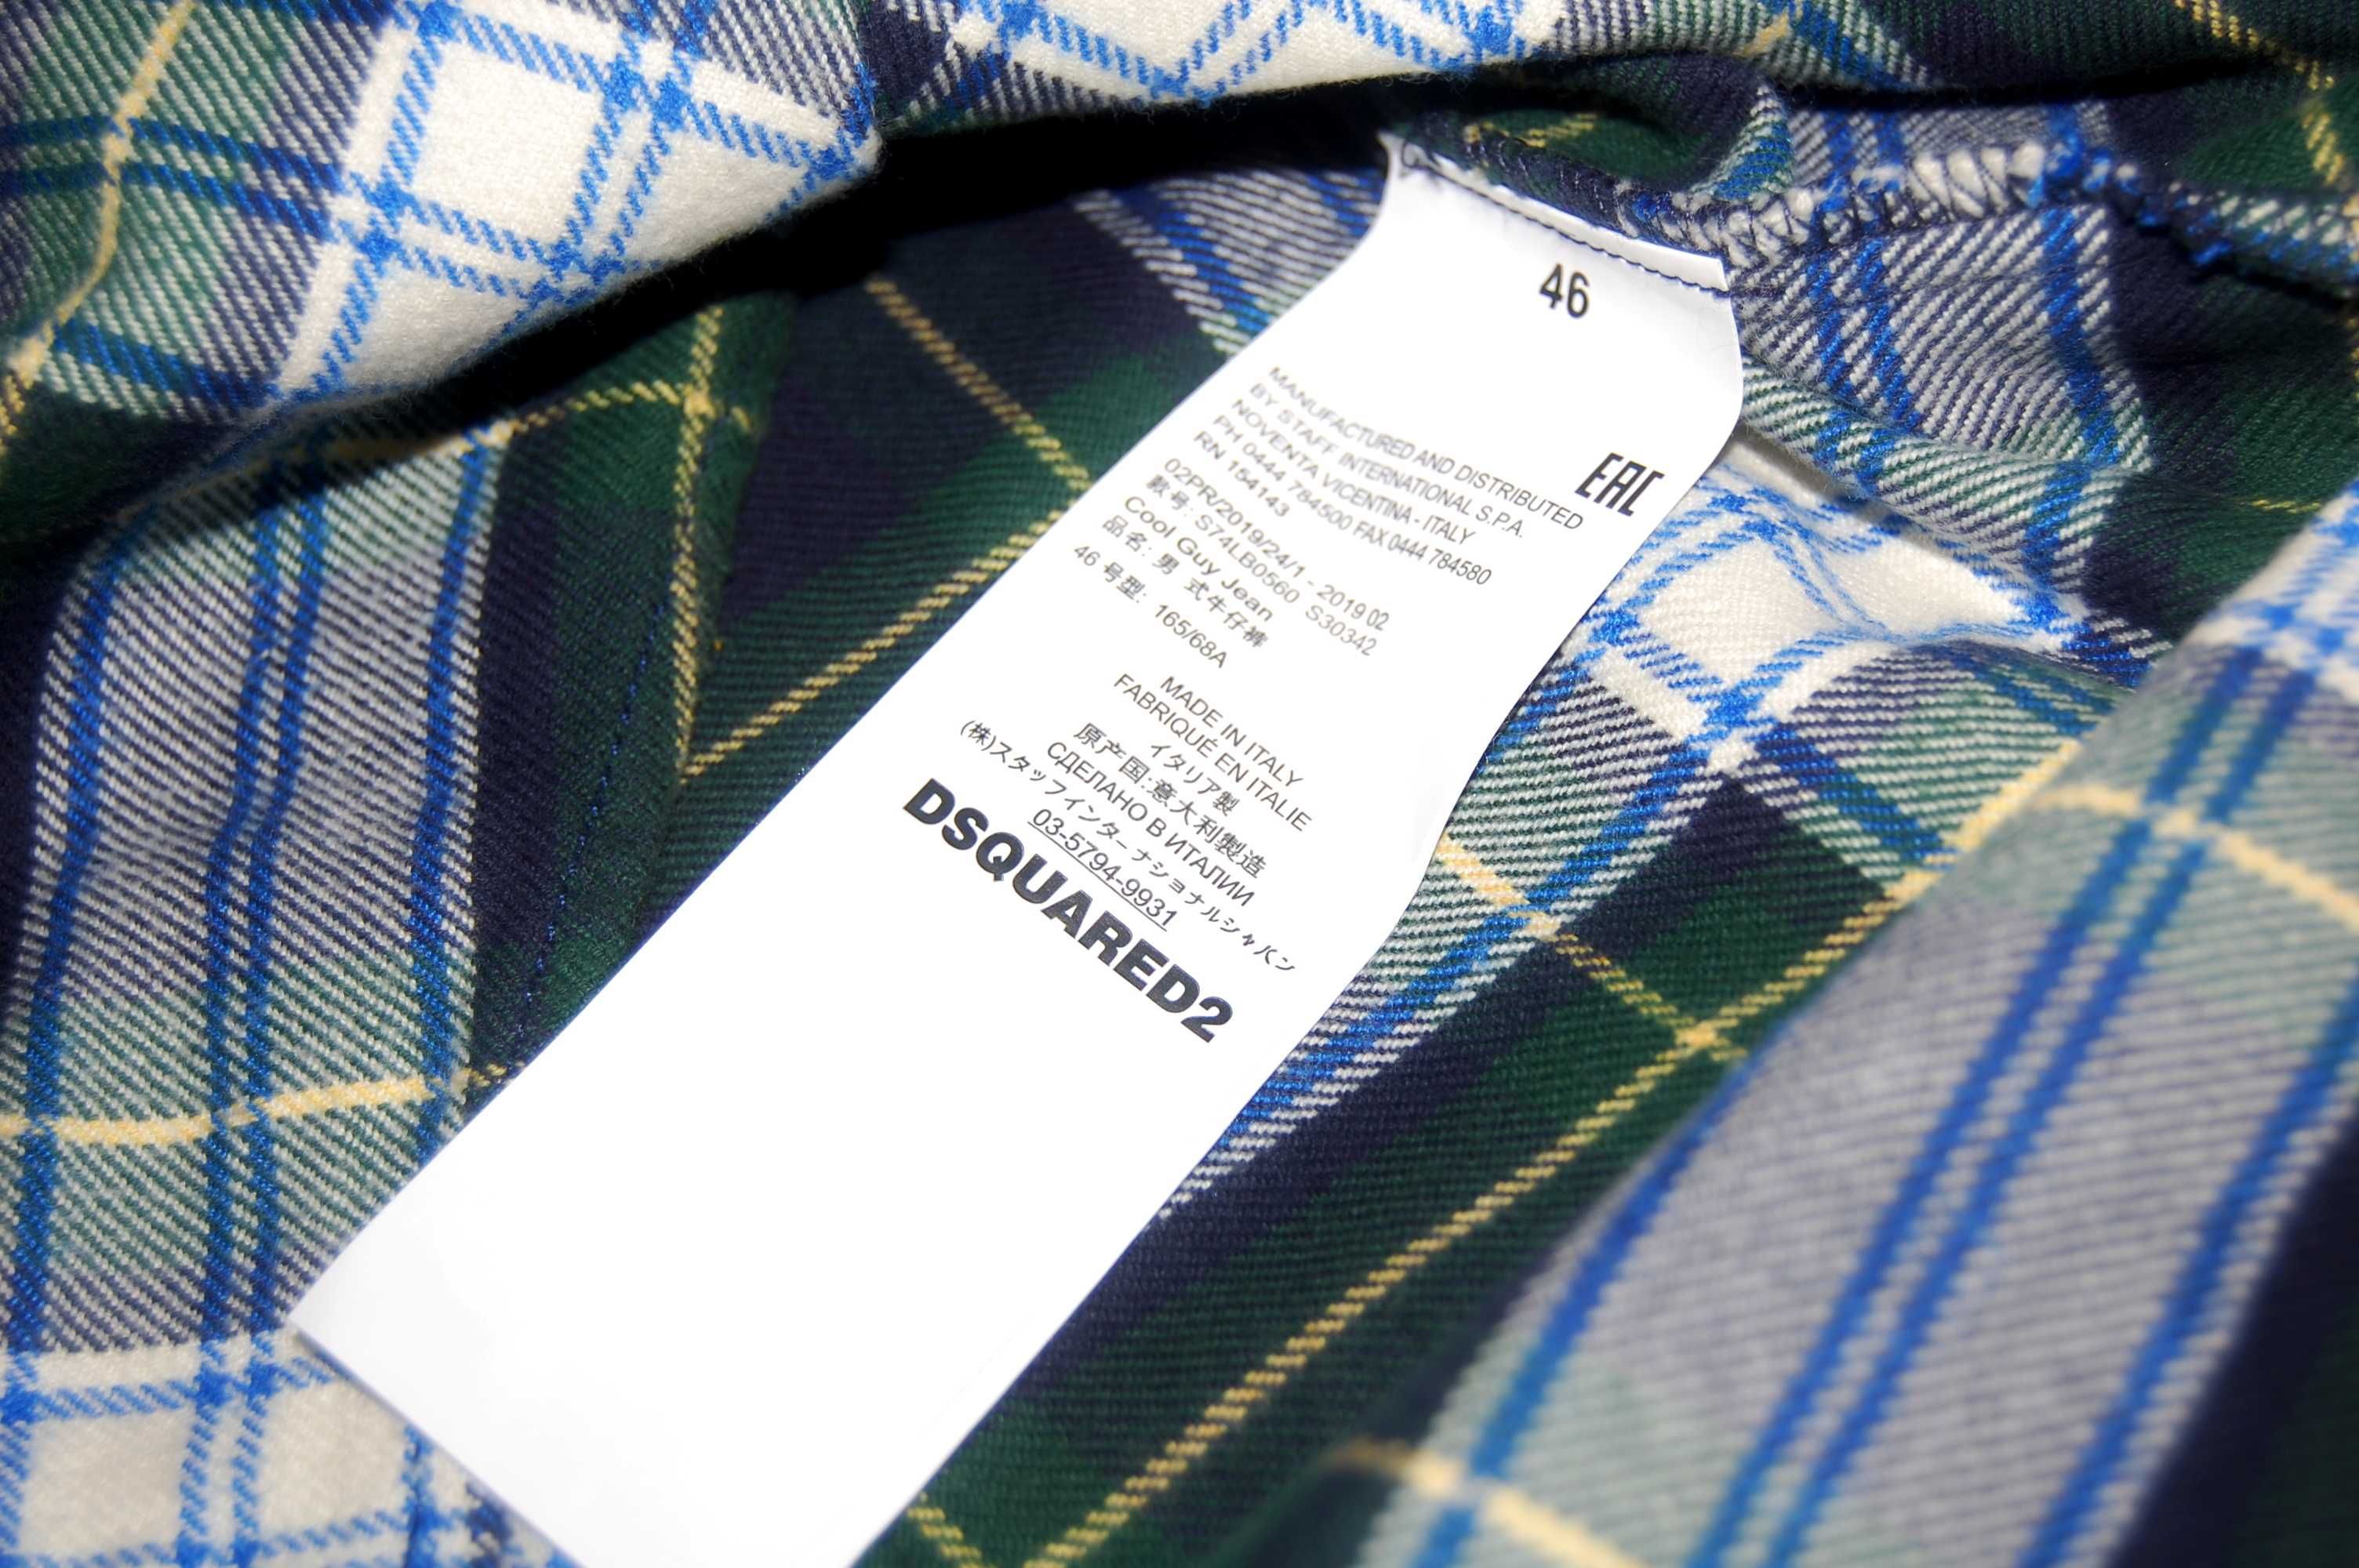 46
EAC
MANUFACTURED AND DISTRIBUTED
BY STAFF INTERNATIONAL S.P.A.
NOVENTA VICENTINA - ITALY
PH 0444 784500 FAX 0444 784580
RN 154143
02PR/2019/24/1 - 2019 02
款号: S74LB0560 S30342
Cool Guy Jean
品名: 男 式牛仔裤
46 号型: 165/68A
MADE IN ITALY
FABRIQUÉ EN ITALIE
イタリア製
原产国:意大利製造
СДЕЛАНО В ИТАЛИИ
(株)スタッフインターナショナルジャパン
03-5794-9931
DSQUARED2